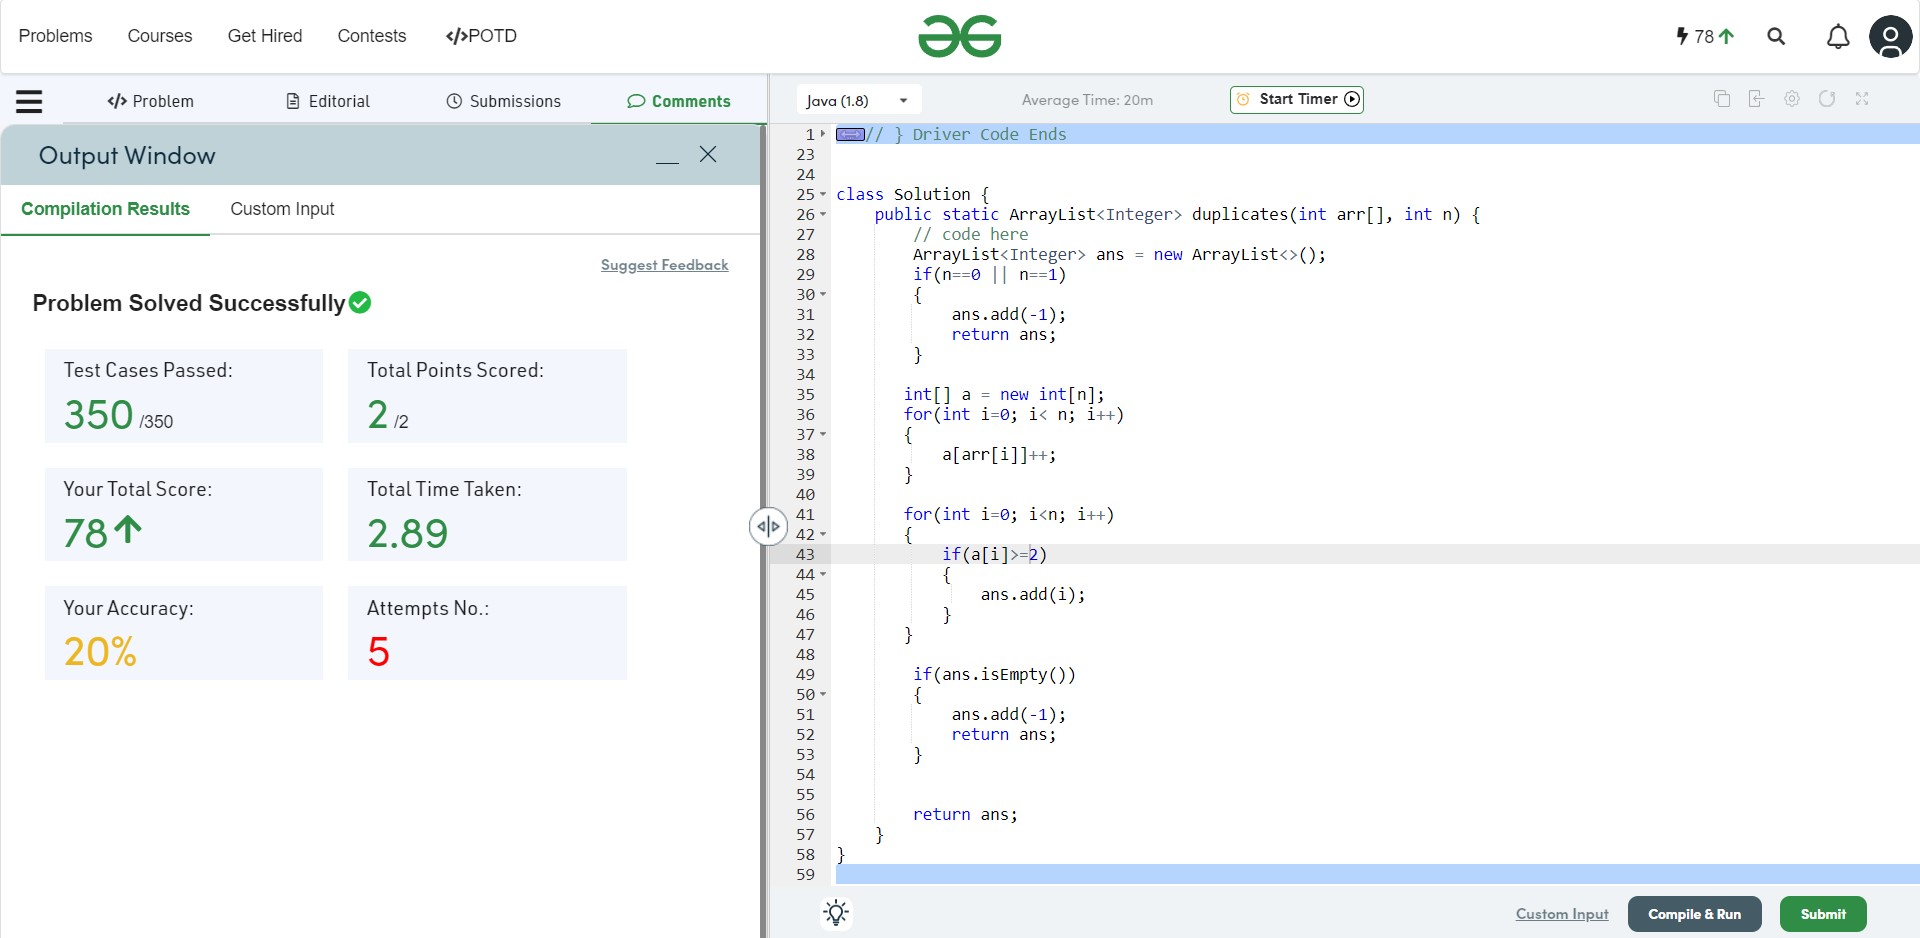 Problems Courses Get Hired Contests </>POTD
78
</> Problem Editorial Submissions Comments
Output Window
Compilation Results Custom Input
Suggest Feedback
Problem Solved Successfully
Test Cases Passed:
350 /350
Total Points Scored:
2 /2
Your Total Score:
78
Total Time Taken:
2.89
Your Accuracy:
20%
Attempts No.:
5
Java (1.8) Average Time: 20m Start Timer
1 // } Driver Code Ends
23
24
25 class Solution {
26 public static ArrayList<Integer> duplicates(int arr[], int n) {
27 // code here
28 ArrayList<Integer> ans = new ArrayList<>();
29 if(n==0 || n==1)
30 {
31 ans.add(-1);
32 return ans;
33 }
34
35 int[] a = new int[n];
36 for(int i=0; i< n; i++)
37 {
38 a[arr[i]]++;
39 }
40
41 for(int i=0; i<n; i++)
42 {
43 if(a[i]>=2)
44 {
45 ans.add(i);
46 }
47 }
48
49 if(ans.isEmpty())
50 {
51 ans.add(-1);
52 return ans;
53 }
54
55
56 return ans;
57 }
58 }
59
Custom Input Compile & Run Submit